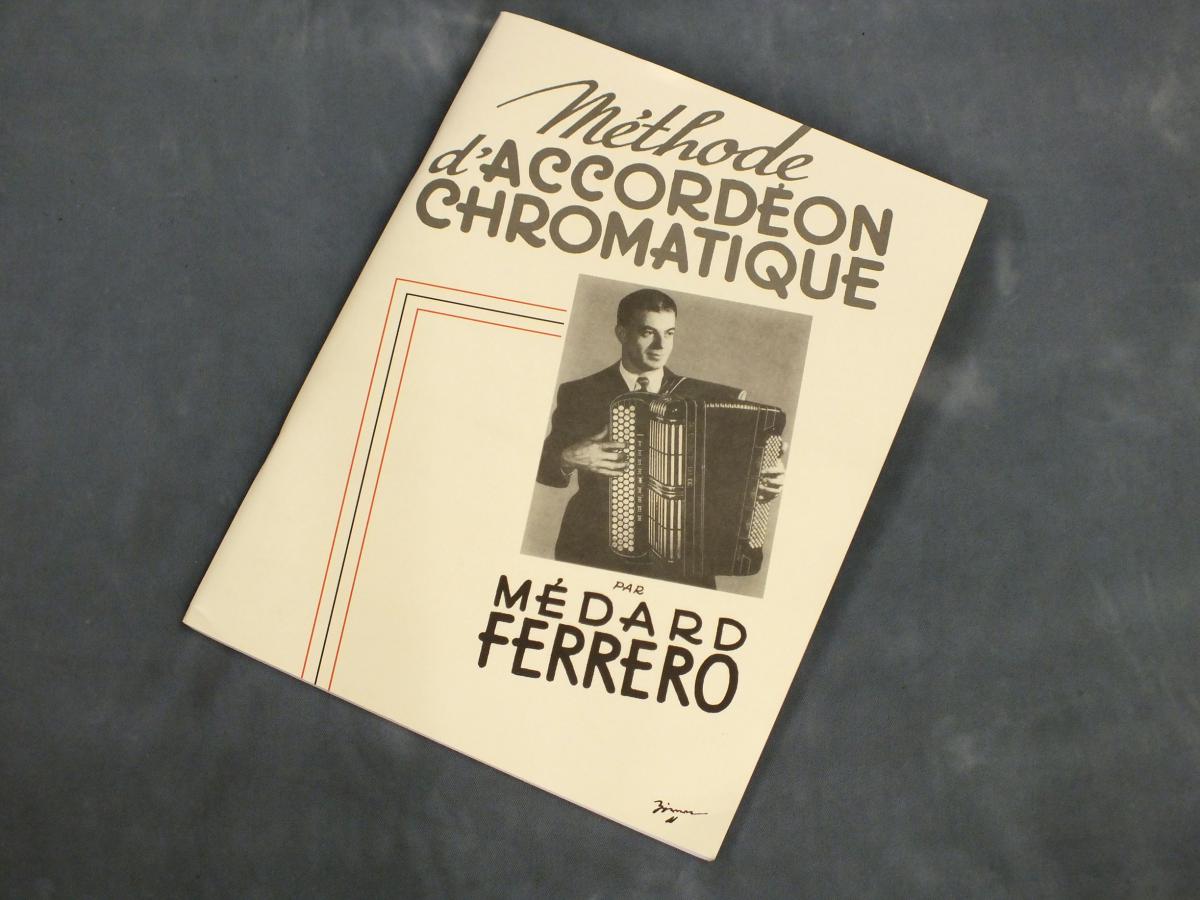 Méthode
d'ACCORDÉON
CHROMATIQUE
PAR
MÉDARD
FERRERO